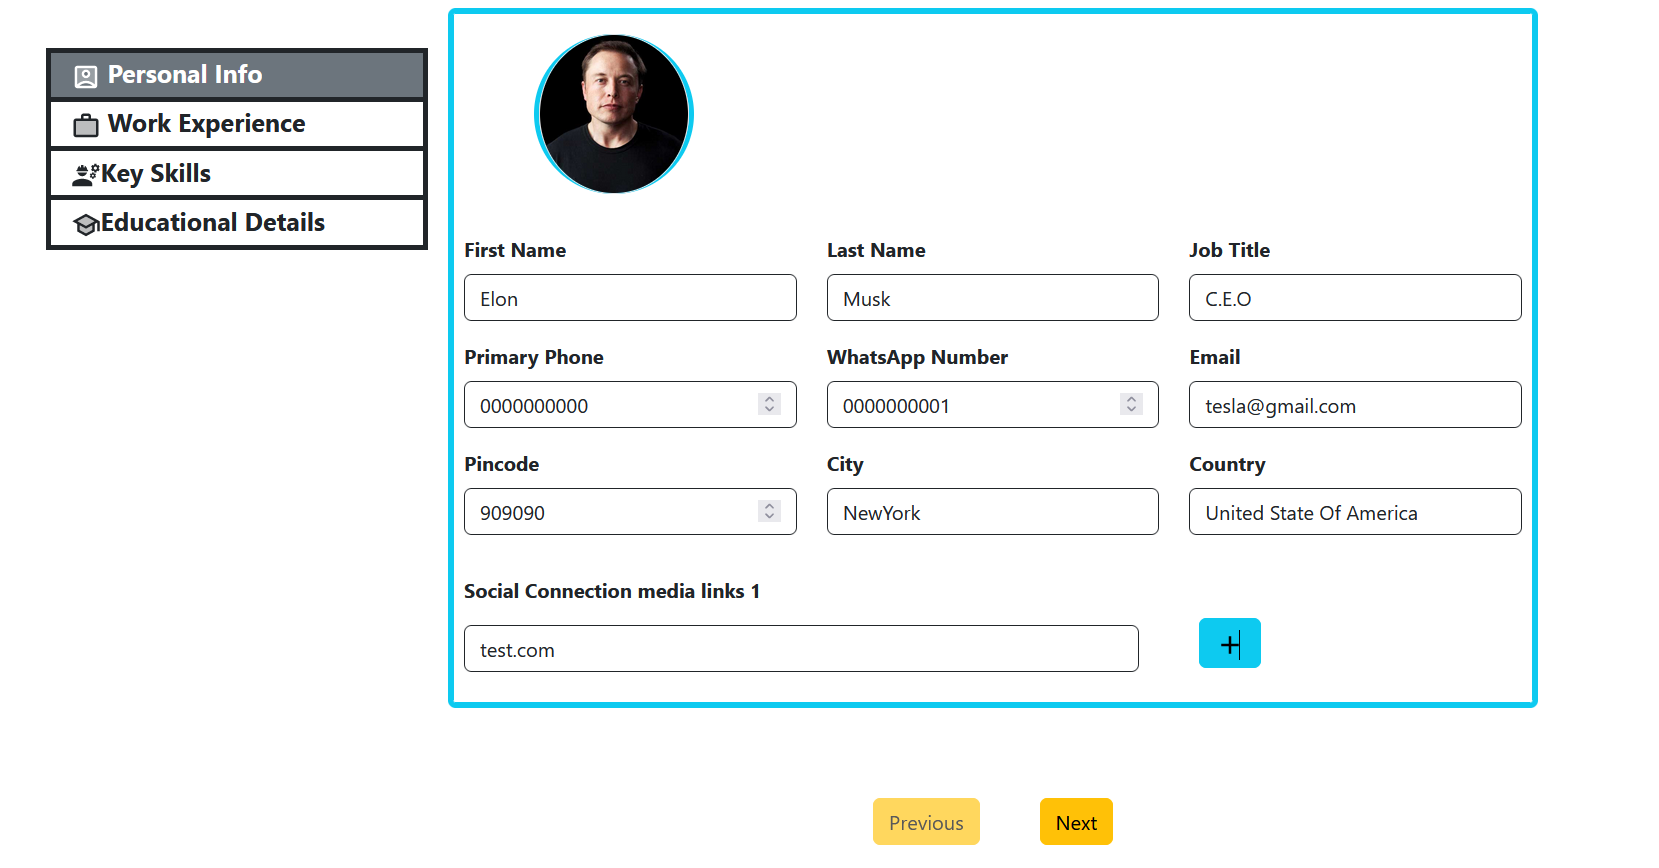 Personal Info
Work Experience
Key Skills
Educational Details
First Name Last Name Job Title
Elon Musk C.E.O
Primary Phone WhatsApp Number Email
0000000000 0000000001 tesla@gmail.com
Pincode City Country
909090 NewYork United State Of America
Social Connection media links 1
test.com +
Previous Next